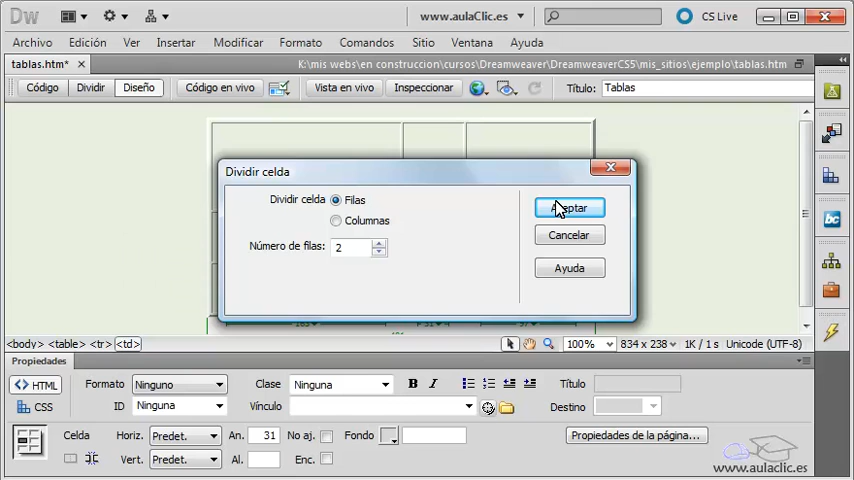 Dw www.aulaClic.es CS Live
Archivo Edición Ver Insertar Modificar Formato Comandos Sitio Ventana Ayuda
tablas.htm* K:\mis webs\en construccion\cursos\Dreamweaver\DreamweaverCS5\mis_sitios\ejemplo\tablas.htm
Código Dividir Diseño Código en vivo Vista en vivo Inspeccionar Título: Tablas
Dividir celda
Dividir celda Filas
Columnas
Número de filas: 2
Aceptar
Cancelar
Ayuda
<body> <table> <tr> <td> 100% 834 x 238 1K / 1 s Unicode (UTF-8)
Propiedades
HTML Formato Ninguno Clase Ninguna B I Título
CSS ID Ninguna Vínculo Destino
Celda Horiz. Predet. An. 31 No aj. Fondo Propiedades de la página...
Vert. Predet. Al. Enc.
www.aulaclic.es